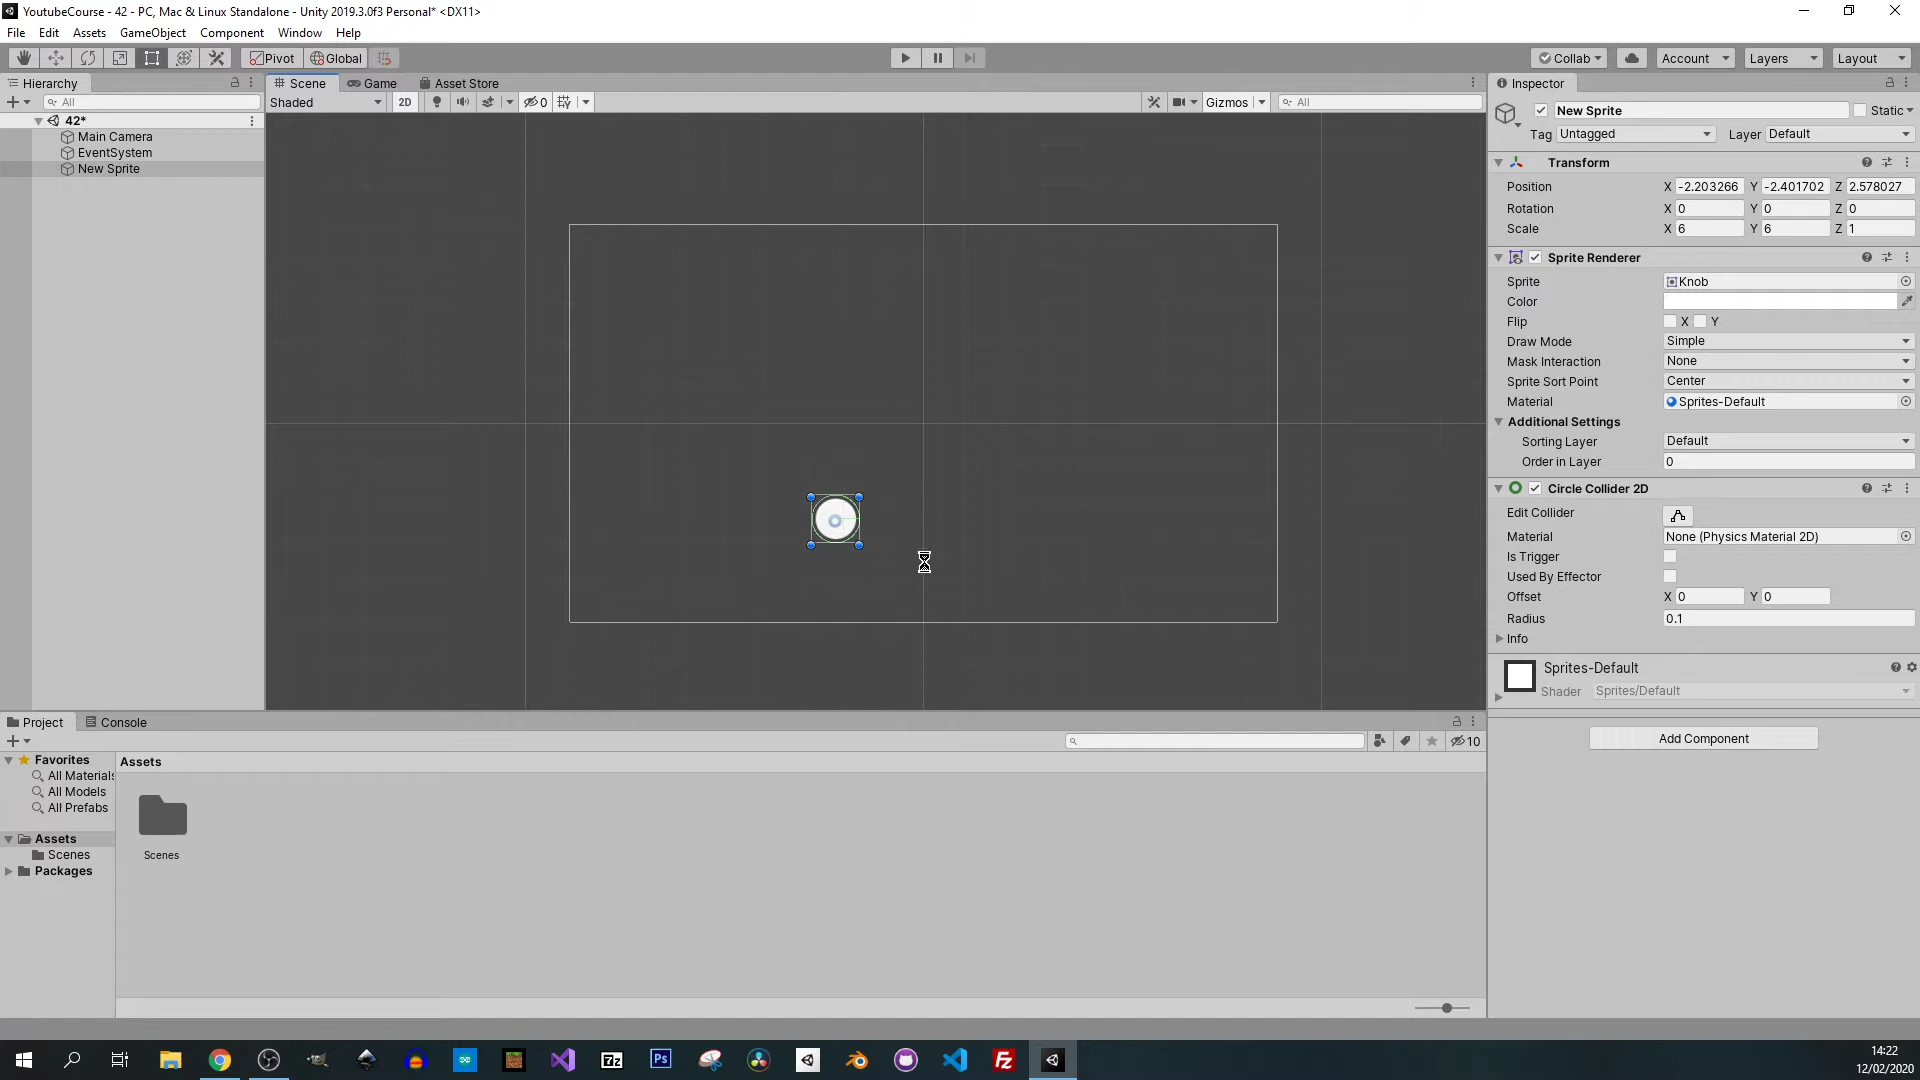 YoutubeCourse - 42 - PC, Mac & Linux Standalone - Unity 2019.3.0f3 Personal* <DX11>
File Edit Assets GameObject Component Window Help
Pivot Global Collab Account Layers Layout
Hierarchy
All
42*
Main Camera
EventSystem
New Sprite
Scene Game Asset Store
Shaded 2D 0 Gizmos All
Inspector
New Sprite Static
Tag Untagged Layer Default
Transform
Position X -2.203266 Y -2.401702 Z 2.578027
Rotation X 0 Y 0 Z 0
Scale X 6 Y 6 Z 1
Sprite Renderer
Sprite Knob
Color
Flip X Y
Draw Mode Simple
Mask Interaction None
Sprite Sort Point Center
Material Sprites-Default
Additional Settings
Sorting Layer Default
Order in Layer 0
Circle Collider 2D
Edit Collider
Material None (Physics Material 2D)
Is Trigger
Used By Effector
Offset X 0 Y 0
Radius 0.1
Info
Sprites-Default
Shader Sprites/Default
Add Component
Project Console
10
Favorites
All Materials
All Models
All Prefabs
Assets
Scenes
Packages
Assets
Scenes
7z
Ps
Fz
14:22
12/02/2020